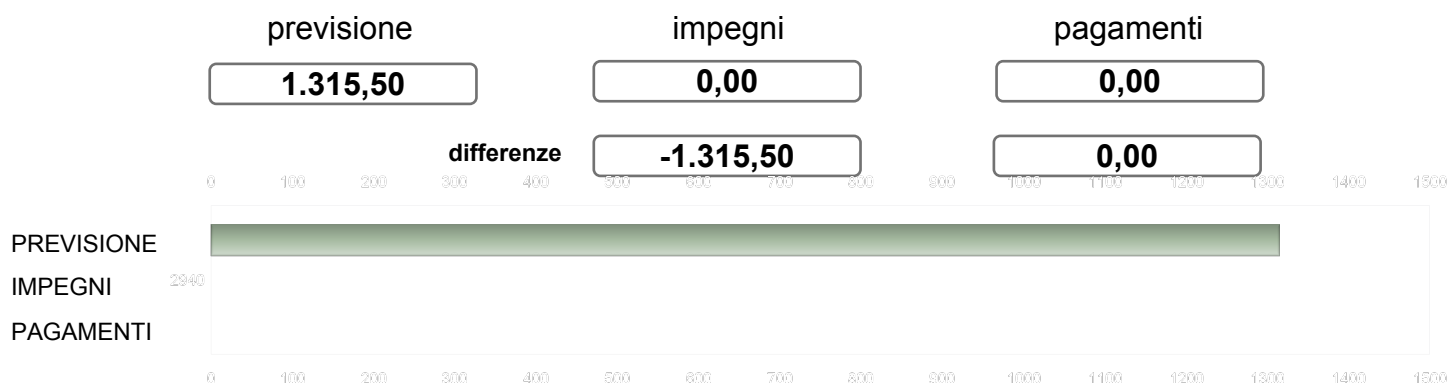 previsione impegni pagamenti
1.315,50 0,00 0,00
differenze -1.315,50 0,00
0 100 200 300 400 500 600 700 800 900 1000 1100 1200 1300 1400 1500
PREVISIONE
2940
IMPEGNI
PAGAMENTI
0 100 200 300 400 500 600 700 800 900 1000 1100 1200 1300 1400 1500